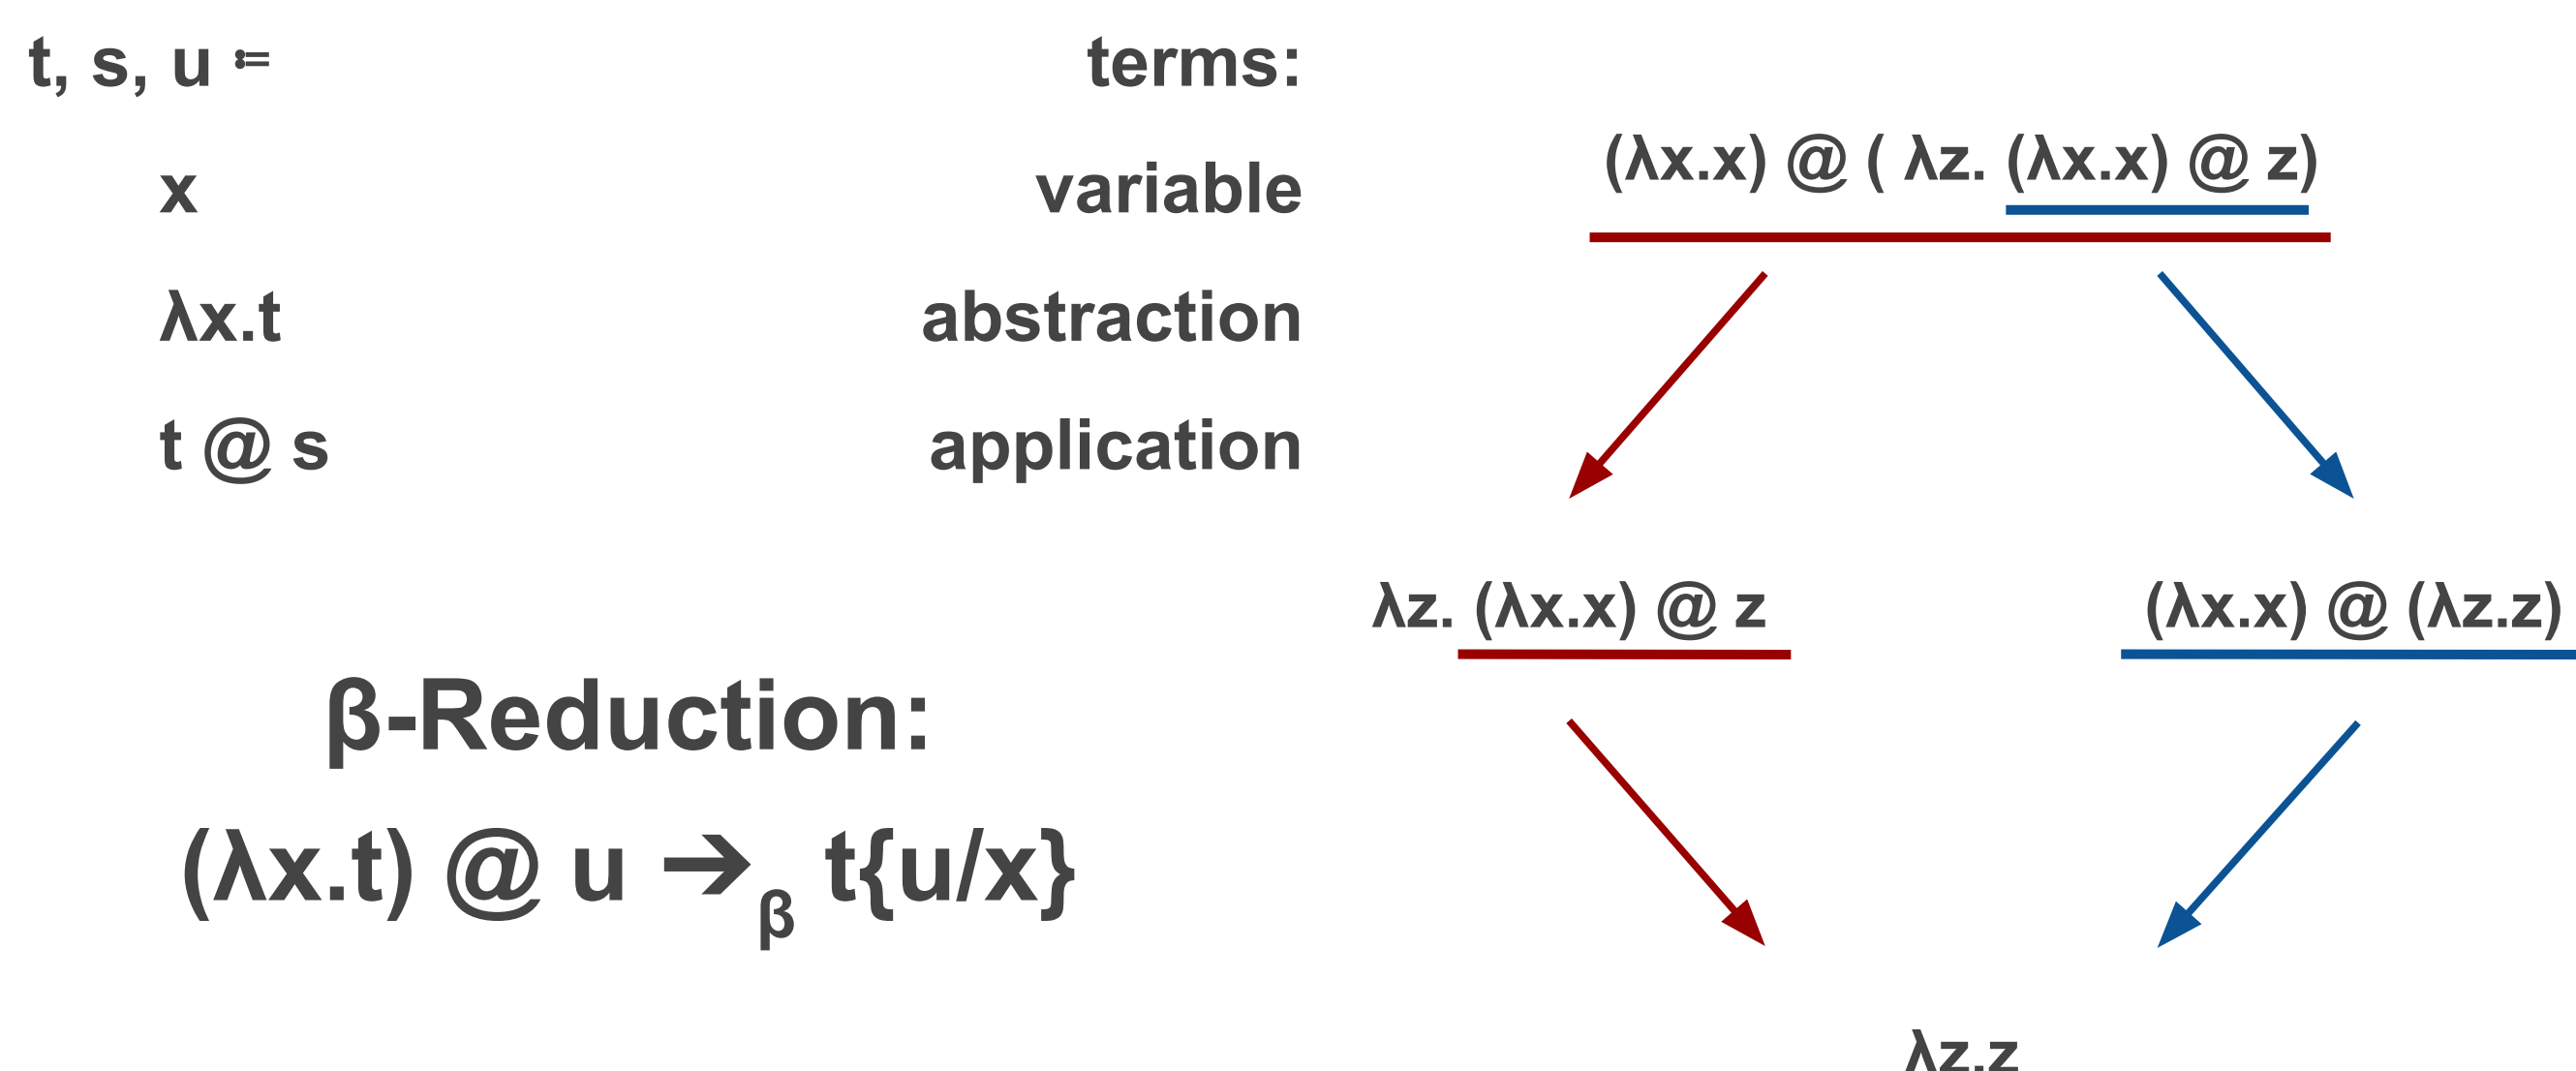 t, s, u ≔ terms:
x variable
λx.t abstraction
t @ s application
β-Reduction:
(λx.t) @ u ➔β t{u/x}
(λx.x) @ ( λz. (λx.x) @ z)
λz. (λx.x) @ z
(λx.x) @ (λz.z)
λz.z